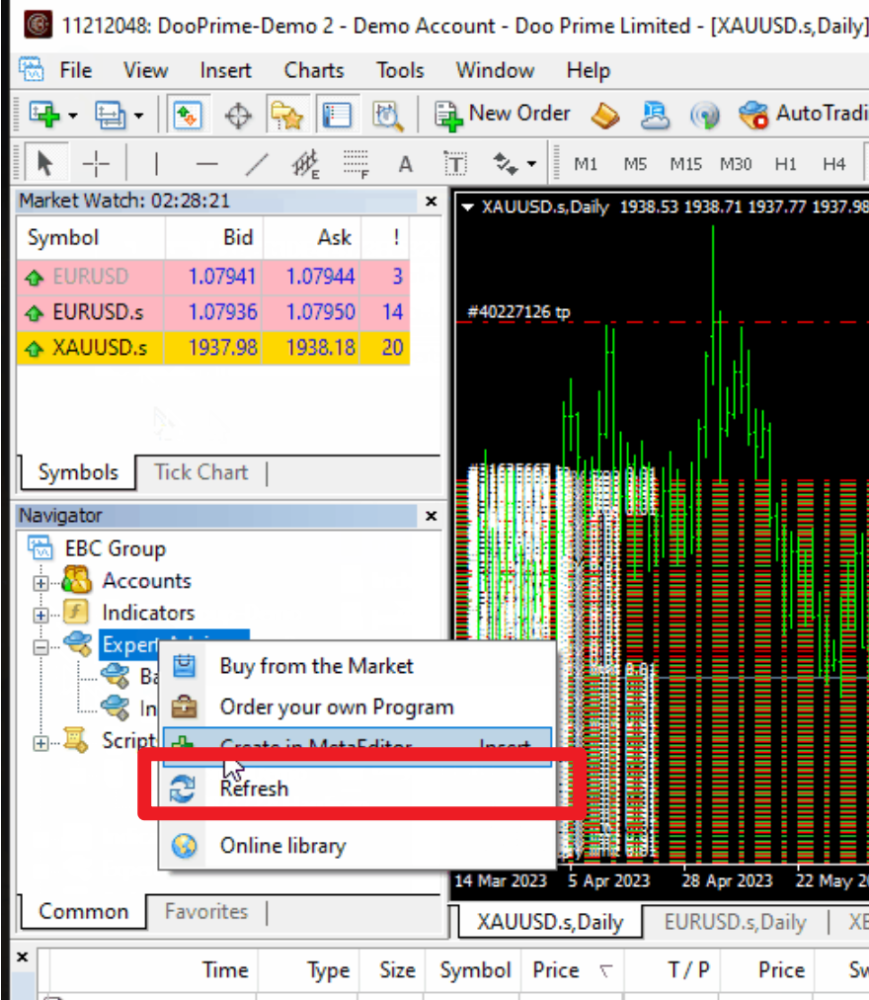 11212048: DooPrime-Demo 2 - Demo Account - Doo Prime Limited - [XAUUSD.s,Daily]
File View Insert Charts Tools Window Help
New Order AutoTradi
A T M1 M5 M15 M30 H1 H4
Market Watch: 02:28:21
Symbol Bid Ask !
EURUSD 1.07941 1.07944 3
EURUSD.s 1.07936 1.07950 14
XAUUSD.s 1937.98 1938.18 20
Symbols Tick Chart
XAUUSD.s,Daily 1938.53 1938.71 1937.77 1937.98
#40227126 tp
Navigator
EBC Group
Accounts
Indicators
Expert
Ba
In
Script
Buy from the Market
Order your own Program
Create in MetaEditor Insert
Refresh
Online library
Common Favorites
14 Mar 2023 5 Apr 2023 28 Apr 2023 22 May 2
XAUUSD.s,Daily EURUSD.s,Daily XE
Time Type Size Symbol Price T / P Price Sw